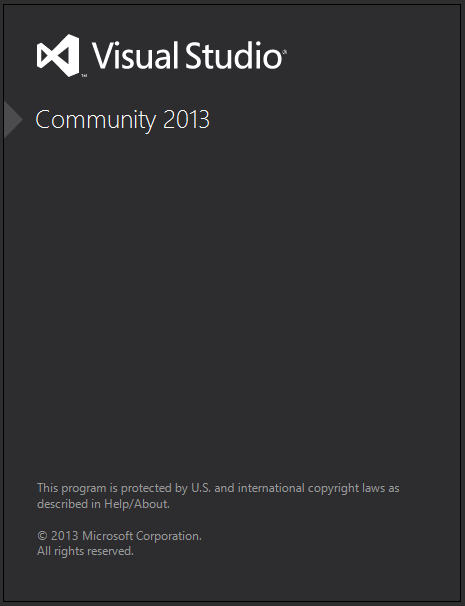 Visual Studio®
Community 2013
This program is protected by U.S. and international copyright laws as
described in Help/About.
© 2013 Microsoft Corporation.
All rights reserved.